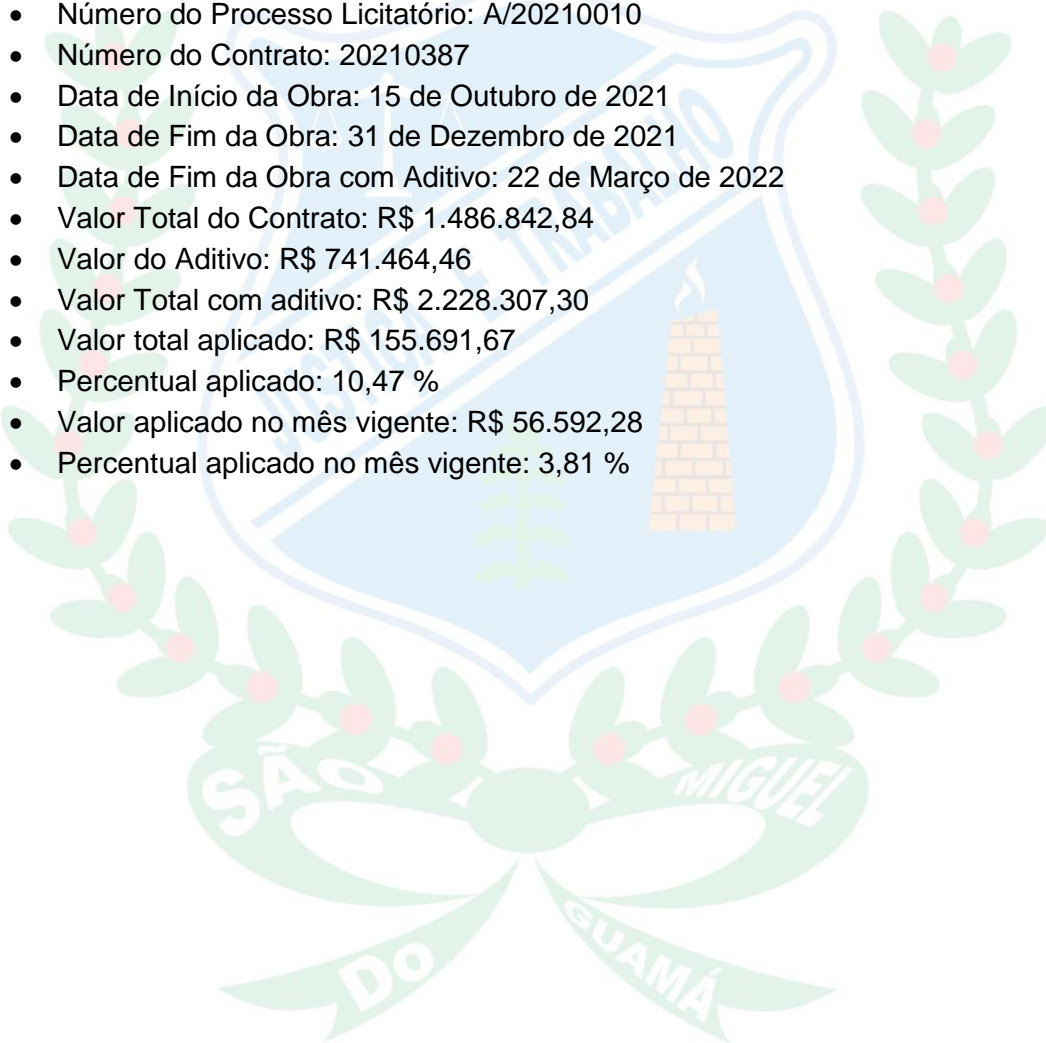 • Número do Processo Licitatório: A/20210010
• Número do Contrato: 20210387
• Data de Início da Obra: 15 de Outubro de 2021
• Data de Fim da Obra: 31 de Dezembro de 2021
• Data de Fim da Obra com Aditivo: 22 de Março de 2022
• Valor Total do Contrato: R$ 1.486.842,84
• Valor do Aditivo: R$ 741.464,46
• Valor Total com aditivo: R$ 2.228.307,30
• Valor total aplicado: R$ 155.691,67
• Percentual aplicado: 10,47 %
• Valor aplicado no mês vigente: R$ 56.592,28
• Percentual aplicado no mês vigente: 3,81 %
JUSTIÇA E TRABALHO
SÃO MIGUEL
DO GUAMÁ